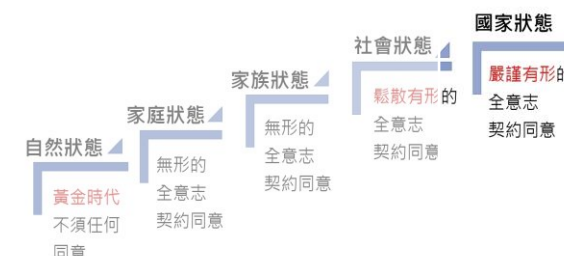 自然狀態
黃金時代
不須任何
同意
家庭狀態
無形的
全意志
契約同意
家族狀態
無形的
全意志
契約同意
社會狀態
鬆散有形的
全意志
契約同意
國家狀態
嚴謹有形的
全意志
契約同意